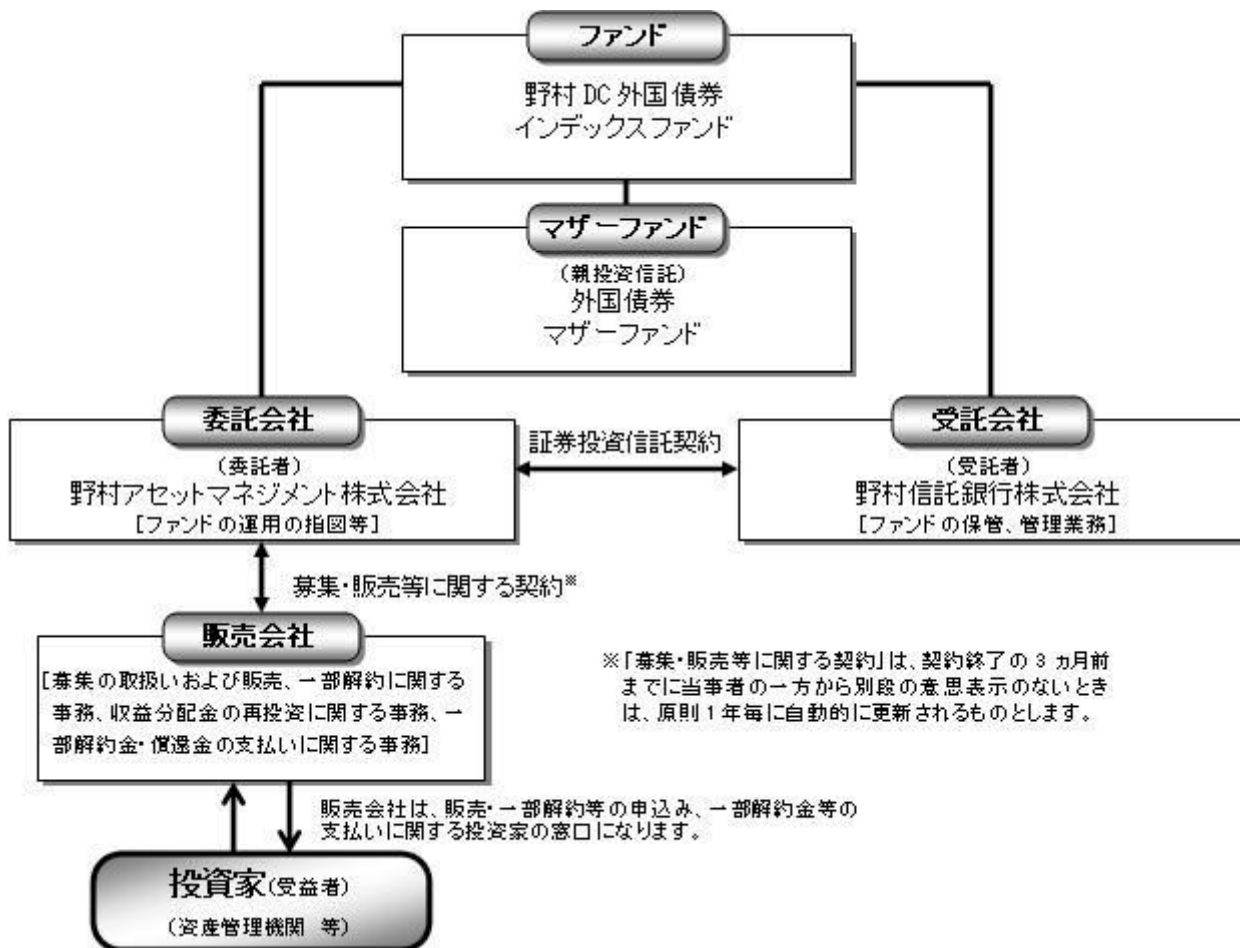 ファンド
野村 DC 外国債券
インデックスファンド
マザーファンド
(親投資信託)
外国債券
マザーファンド
委託会社
(委託者)
野村アセットマネジメント株式会社
[ファンドの運用の指図等]
証券投資信託契約
受託会社
(受託者)
野村信託銀行株式会社
[ファンドの保管、管理業務]
募集・販売等に関する契約※
販売会社
[募集の取扱いおよび販売、一部解約に関する
事務、収益分配金の再投資に関する事務、一
部解約金・償還金の支払いに関する事務]
※「募集・販売等に関する契約」は、契約終了の 3 ヵ月前
までに当事者の一方から別段の意思表示のないとき
は、原則 1 年毎に自動的に更新されるものとします。
販売会社は、販売・一部解約等の申込み、一部解約金等の
支払いに関する投資家の窓口になります。
投資家(受益者)
(資産管理機関 等)